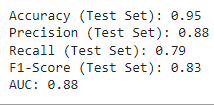 Accuracy (Test Set): 0.95
Precision (Test Set): 0.88
Recall (Test Set): 0.79
F1-Score (Test Set): 0.83
AUC: 0.88